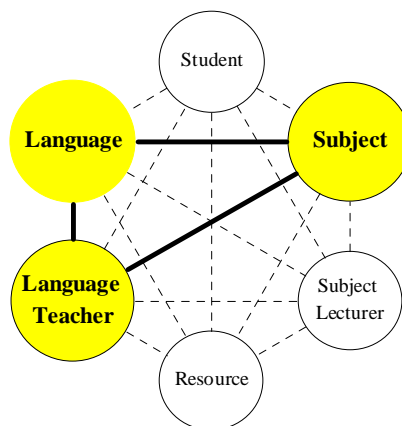 Student
Language
Subject
Language
Teacher
Subject
Lecturer
Resource